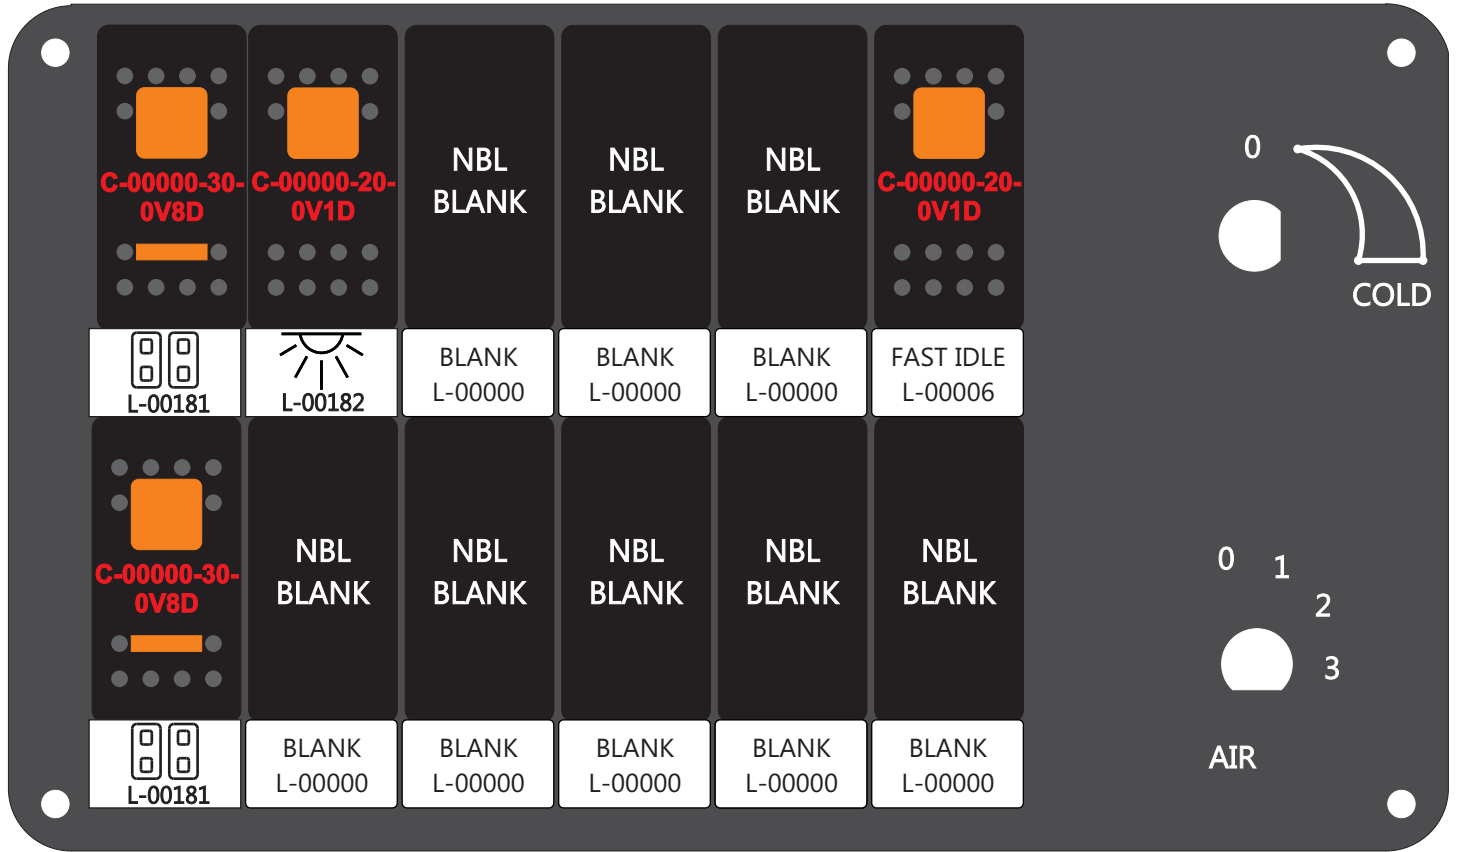 C-00000-30-
0V8D
C-00000-20-
0V1D
NBL
BLANK
NBL
BLANK
NBL
BLANK
C-00000-20-
0V1D
0
COLD
L-00181
L-00182
BLANK
L-00000
BLANK
L-00000
BLANK
L-00000
FAST IDLE
L-00006
C-00000-30-
0V8D
NBL
BLANK
NBL
BLANK
NBL
BLANK
NBL
BLANK
NBL
BLANK
0
1
2
3
AIR
L-00181
BLANK
L-00000
BLANK
L-00000
BLANK
L-00000
BLANK
L-00000
BLANK
L-00000